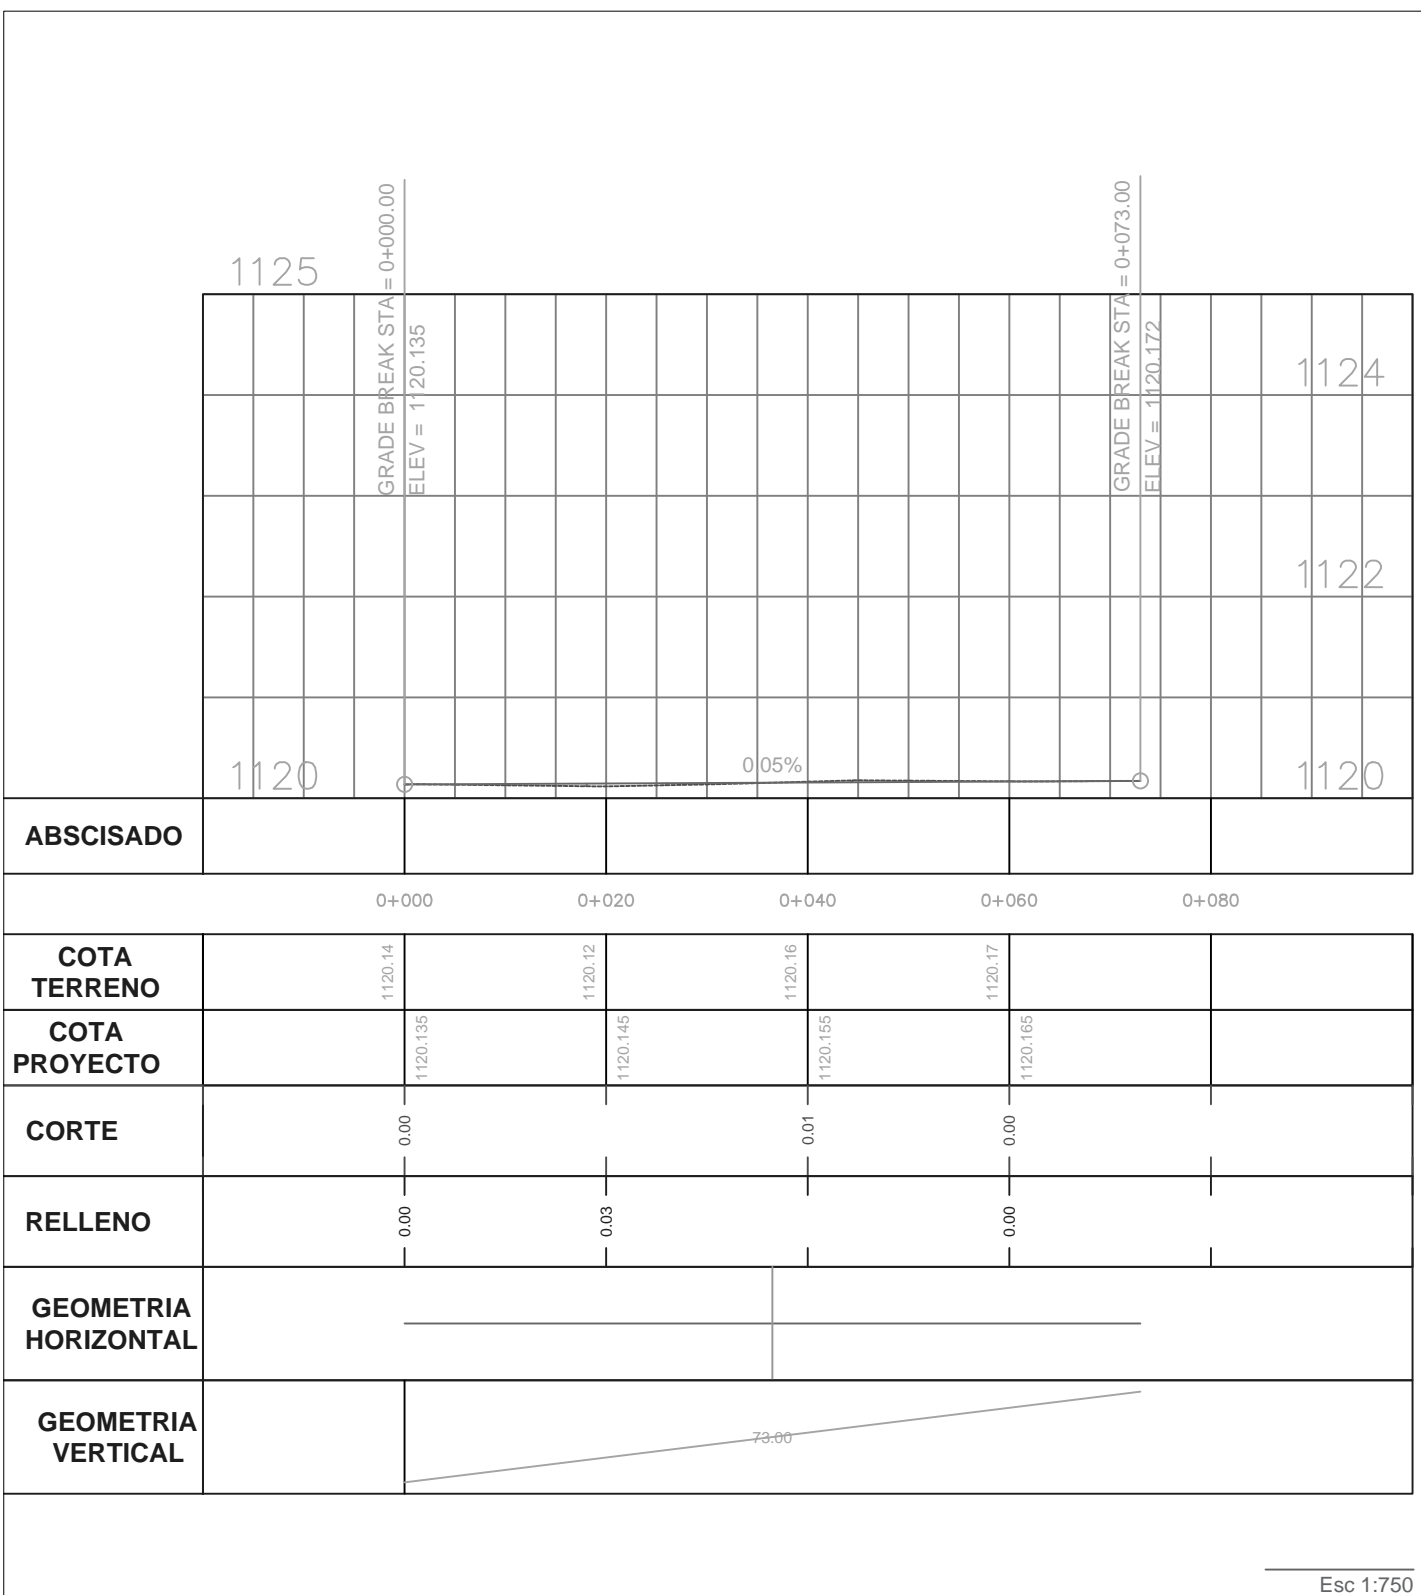 GRADE BREAK STA = 0+000.00
ELEV = 1120.135
GRADE BREAK STA = 0+073.00
ELEV = 1120.172
1125
1124
1122
1120
0.05%
1120
ABSCISADO
0+000 0+020 0+040 0+060 0+080
COTA
TERRENO
1120.14 1120.12 1120.16 1120.17
COTA
PROYECTO
1120.135 1120.145 1120.155 1120.165
CORTE
0.00 0.01 0.00
RELLENO
0.00 0.03 0.00
GEOMETRIA
HORIZONTAL
GEOMETRIA
VERTICAL
73.00
Esc 1:750